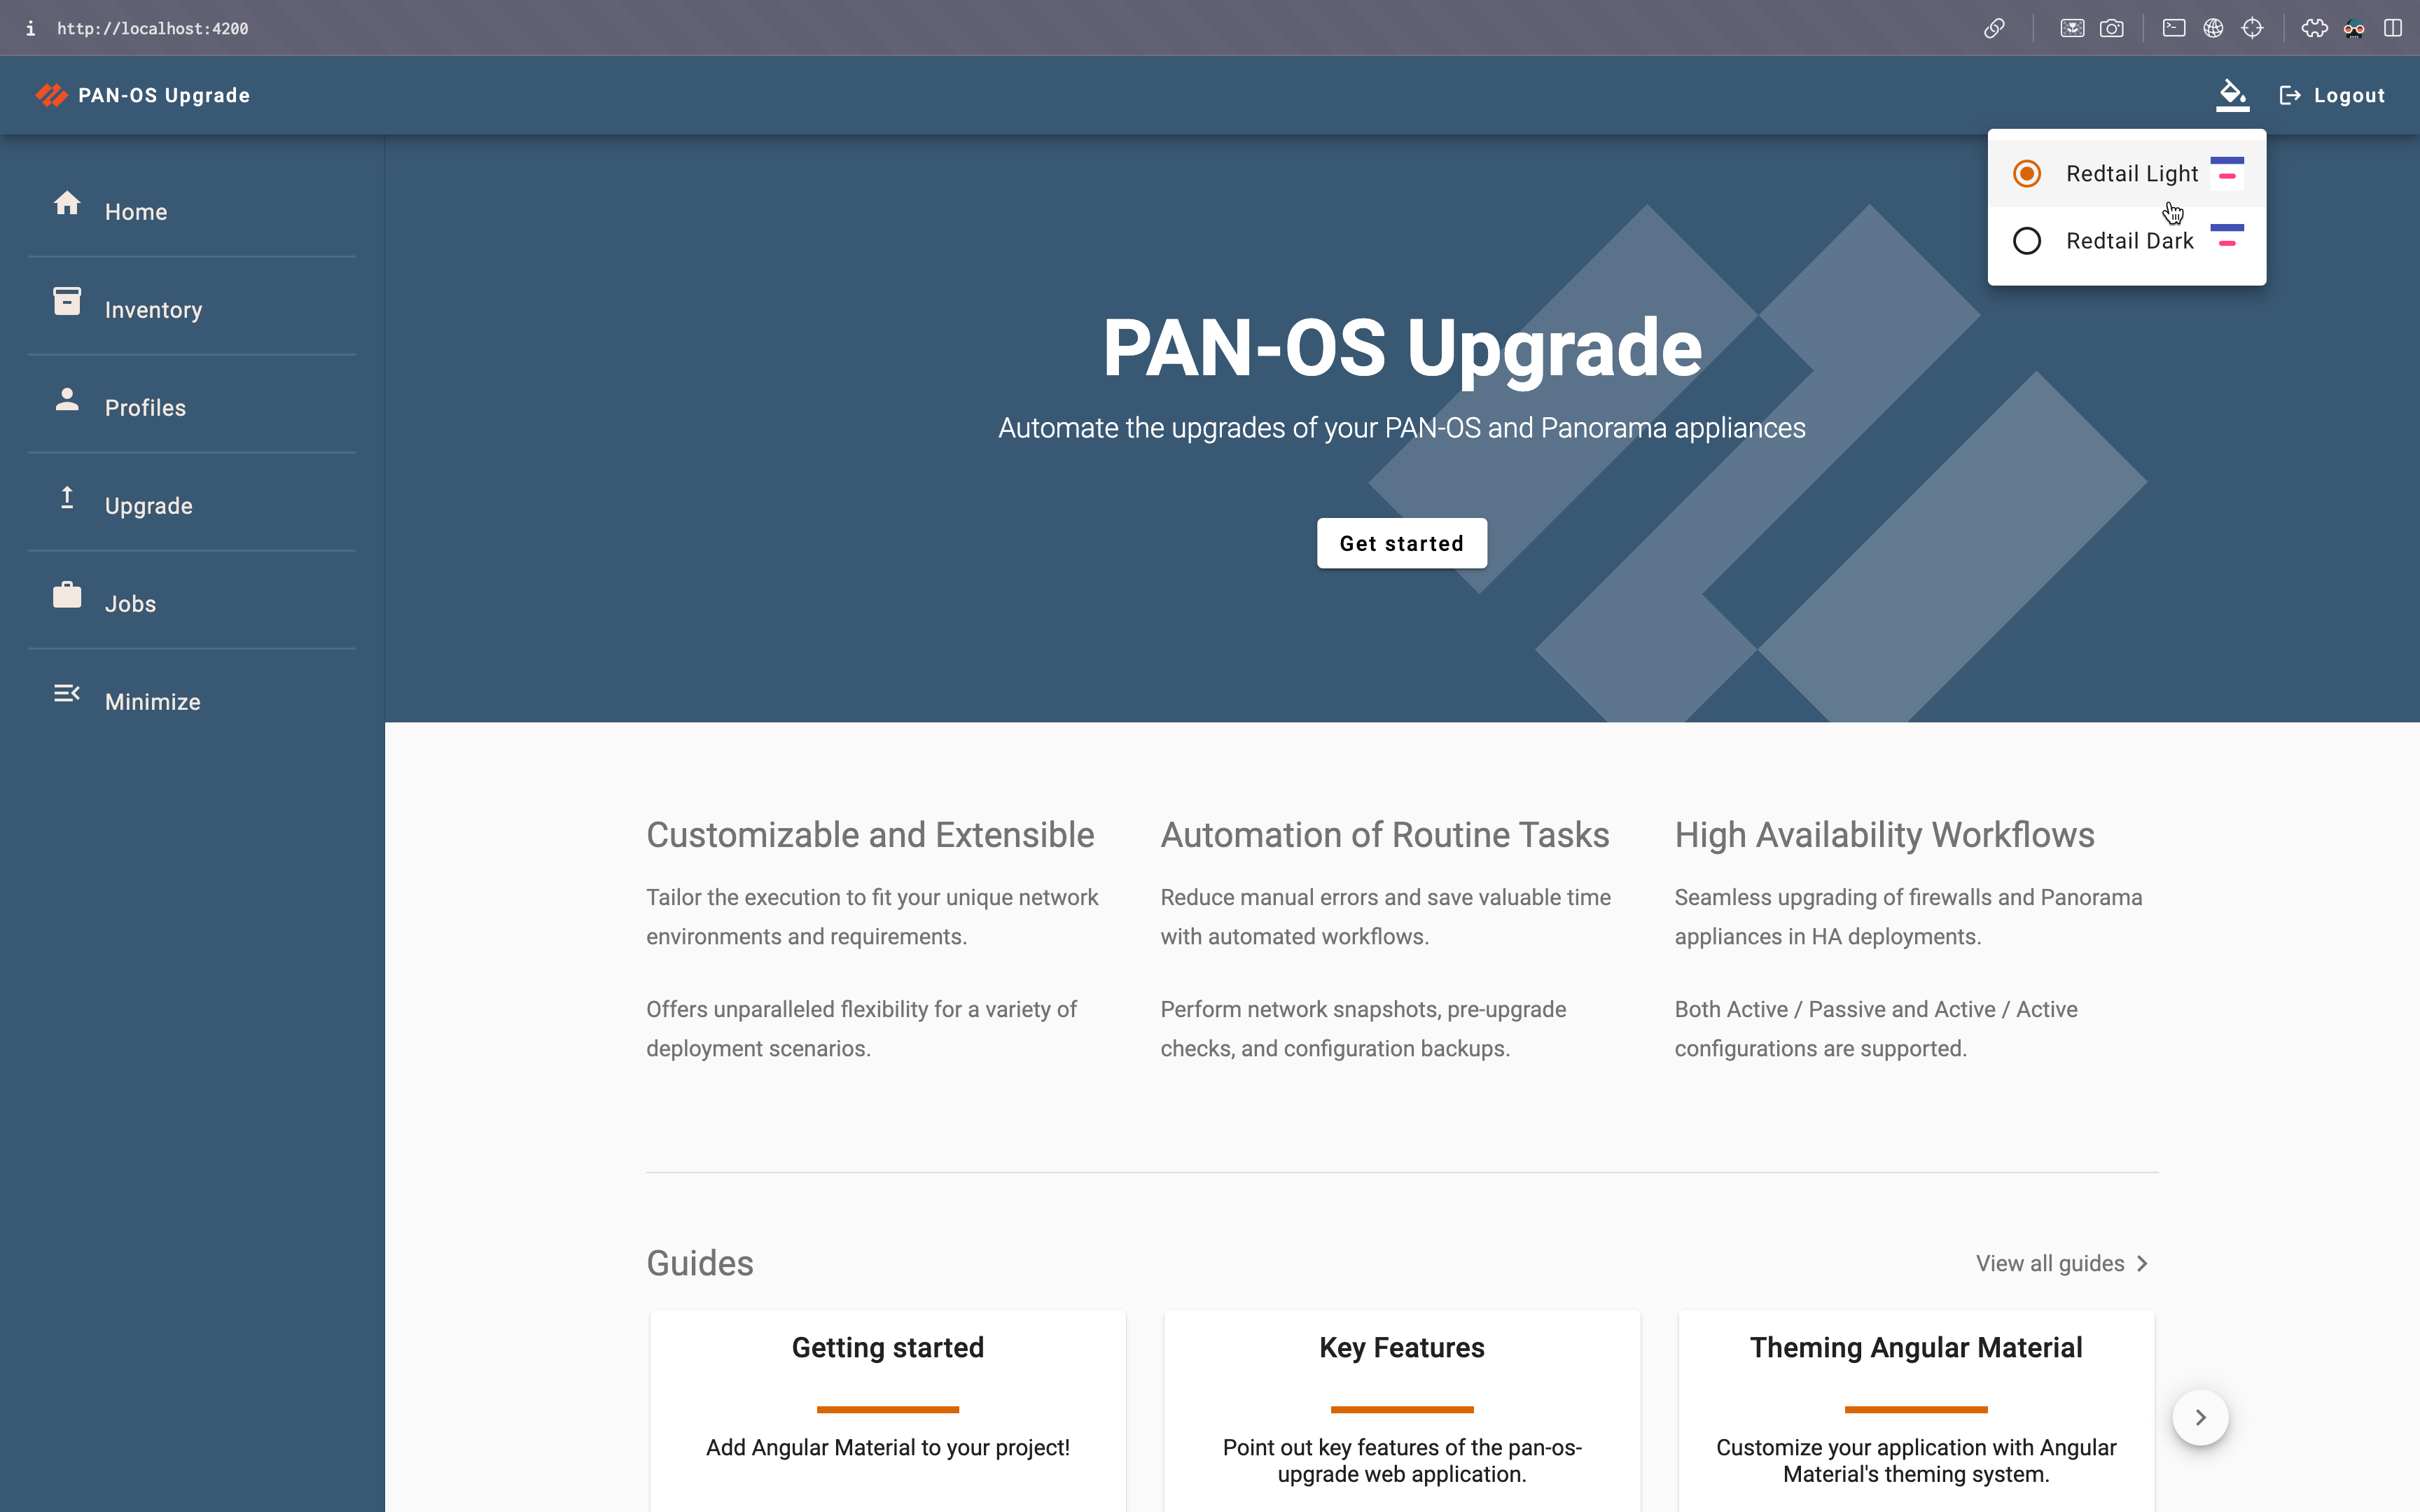 http://localhost:4200
PAN-OS Upgrade
Logout
Redtail Light
Redtail Dark
Home
Inventory
Profiles
Upgrade
Jobs
Minimize
PAN-OS Upgrade
Automate the upgrades of your PAN-OS and Panorama appliances
Get started
Customizable and Extensible
Tailor the execution to fit your unique network
environments and requirements.
Offers unparalleled flexibility for a variety of
deployment scenarios.
Automation of Routine Tasks
Reduce manual errors and save valuable time
with automated workflows.
Perform network snapshots, pre-upgrade
checks, and configuration backups.
High Availability Workflows
Seamless upgrading of firewalls and Panorama
appliances in HA deployments.
Both Active / Passive and Active / Active
configurations are supported.
Guides
View all guides
Getting started
Add Angular Material to your project!
Key Features
Point out key features of the pan-os-
upgrade web application.
Theming Angular Material
Customize your application with Angular
Material's theming system.